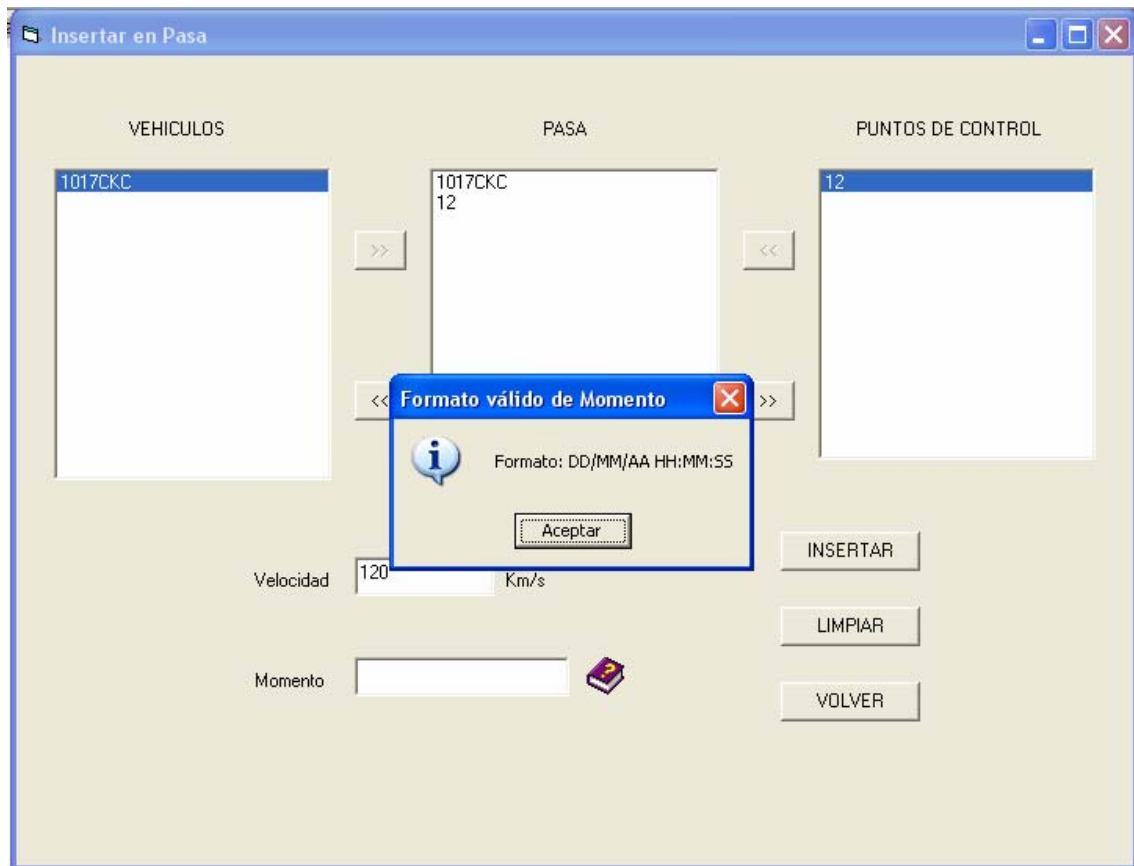 Insertar en Pasa
VEHICULOS
PASA
PUNTOS DE CONTROL
1017CKC
1017CKC
12
12
>>
<<
<<
>>
Formato válido de Momento
Formato: DD/MM/AA HH:MM:SS
Aceptar
Velocidad
120
Km/s
INSERTAR
LIMPIAR
Momento
?
VOLVER